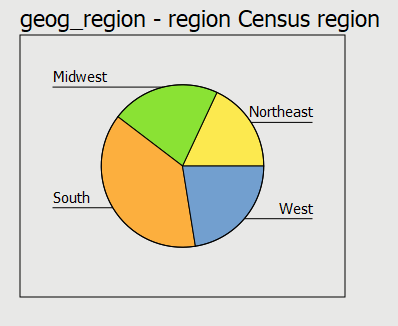 geog_region - region Census region
Midwest
Northeast
South
West